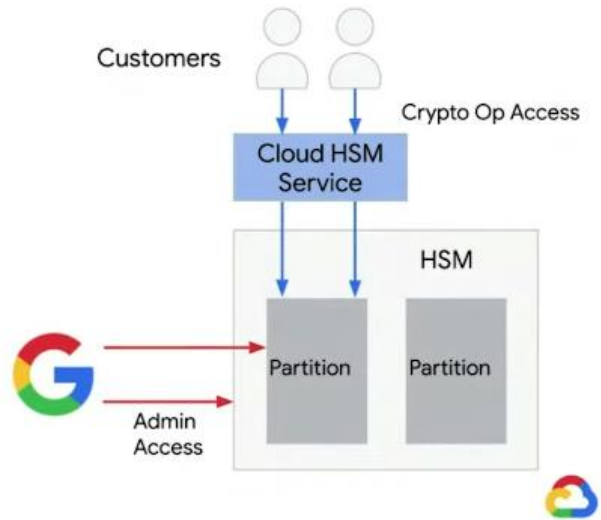 Customers
Crypto Op Access
Cloud HSM
Service
HSM
Partition
Partition
Admin
Access